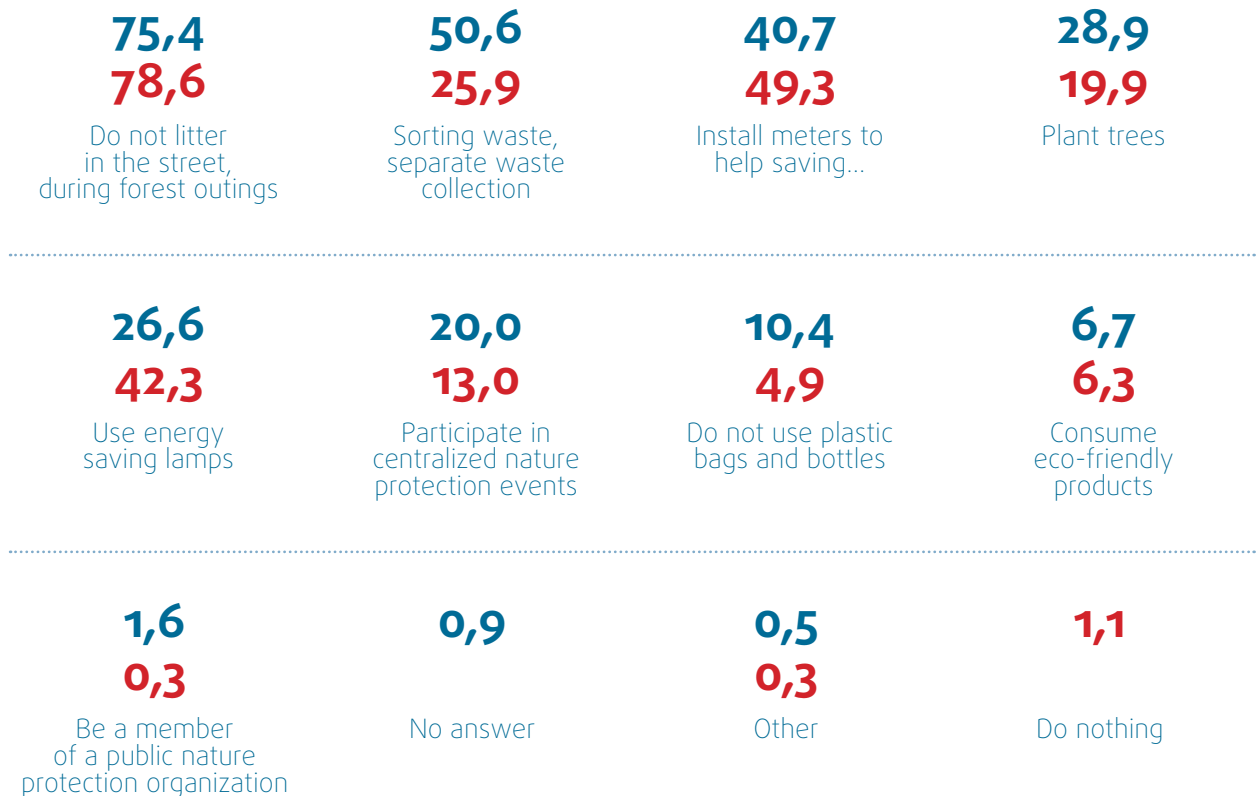 75,4
78,6
Do not litter
in the street,
during forest outings
50,6
25,9
Sorting waste,
separate waste
collection
40,7
49,3
Install meters to
help saving...
28,9
19,9
Plant trees
26,6
42,3
Use energy
saving lamps
20,0
13,0
Participate in
centralized nature
protection events
10,4
4,9
Do not use plastic
bags and bottles
6,7
6,3
Consume
eco-friendly
products
1,6
0,3
Be a member
of a public nature
protection organization
0,9
No answer
0,5
0,3
Other
1,1
Do nothing